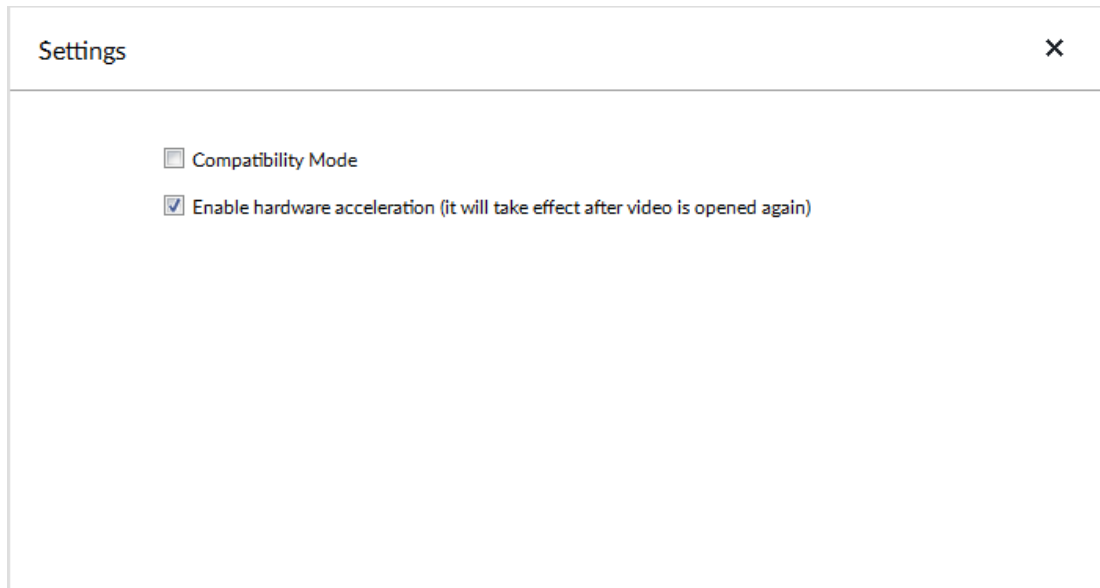 Settings
Compatibility Mode
Enable hardware acceleration (it will take effect after video is opened again)